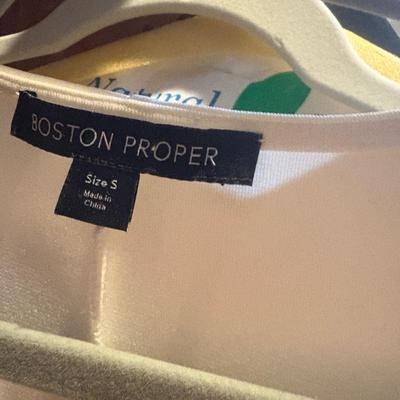 Natural
BOSTON PROPER
Size S
Made in
China